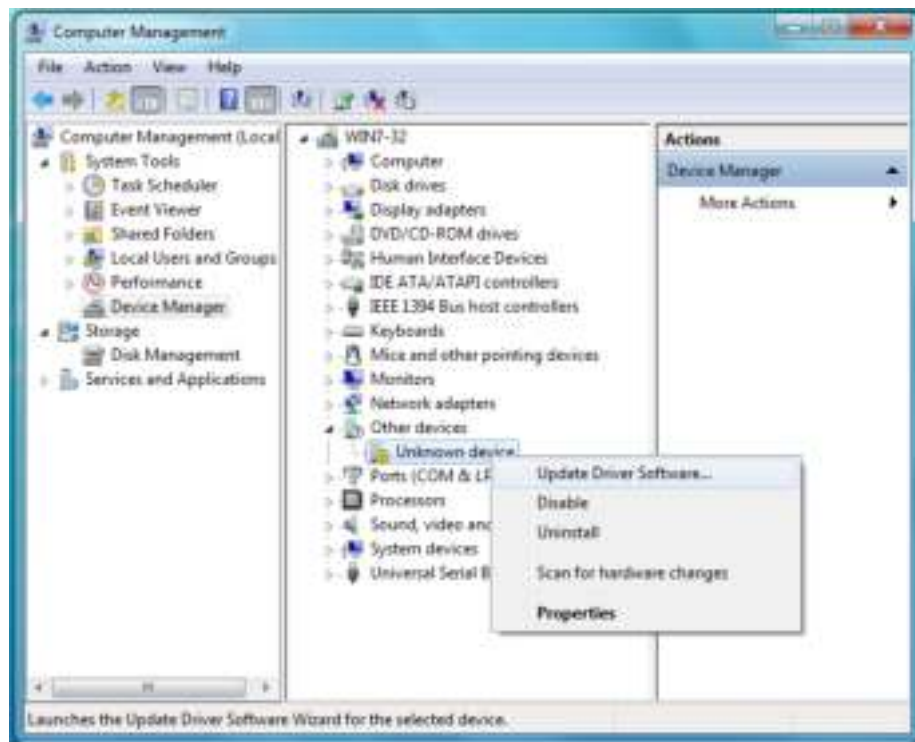 Computer Management
File Action View Help
Computer Management (Local
System Tools
Task Scheduler
Event Viewer
Shared Folders
Local Users and Groups
Performance
Device Manager
Storage
Disk Management
Services and Applications
WIN7-32
Computer
Disk drives
Display adapters
DVD/CD-ROM drives
Human Interface Devices
IDE ATA/ATAPI controllers
IEEE 1394 Bus host controllers
Keyboards
Mice and other pointing devices
Monitors
Network adapters
Other devices
Unknown device
Ports (COM & LP
Processors
Sound, video and
System devices
Universal Serial B
Update Driver Software...
Disable
Uninstall
Scan for hardware changes
Properties
Actions
Device Manager
More Actions
Launches the Update Driver Software Wizard for the selected device.